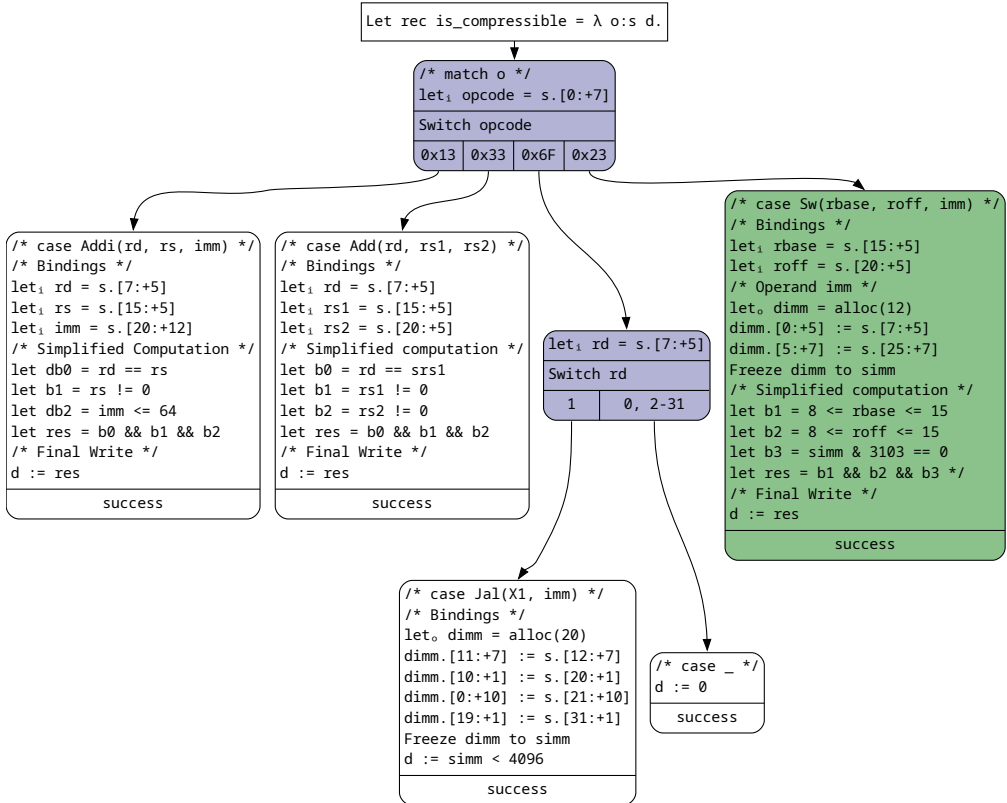 Let rec is_compressible = λ o:s d.
/* match o */
letᵢ opcode = s.[0:+7]
Switch opcode
0x13 0x33 0x6F 0x23
/* case Addi(rd, rs, imm) */
/* Bindings */
letᵢ rd = s.[7:+5]
letᵢ rs = s.[15:+5]
letᵢ imm = s.[20:+12]
/* Simplified Computation */
let db0 = rd == rs
let b1 = rs != 0
let db2 = imm <= 64
let res = b0 && b1 && b2
/* Final Write */
d := res
success
/* case Add(rd, rs1, rs2) */
/* Bindings */
letᵢ rd = s.[7:+5]
letᵢ rs1 = s.[15:+5]
letᵢ rs2 = s.[20:+5]
/* Simplified computation */
let b0 = rd == srs1
let b1 = rs1 != 0
let b2 = rs2 != 0
let res = b0 && b1 && b2
/* Final Write */
d := res
success
letᵢ rd = s.[7:+5]
Switch rd
1 0, 2-31
/* case Sw(rbase, roff, imm) */
/* Bindings */
letᵢ rbase = s.[15:+5]
letᵢ roff = s.[20:+5]
/* Operand imm */
letₒ dimm = alloc(12)
dimm.[0:+5] := s.[7:+5]
dimm.[5:+7] := s.[25:+7]
Freeze dimm to simm
/* Simplified computation */
let b1 = 8 <= rbase <= 15
let b2 = 8 <= roff <= 15
let b3 = simm & 3103 == 0
let res = b1 && b2 && b3 */
/* Final Write */
d := res
success
/* case Jal(X1, imm) */
/* Bindings */
letₒ dimm = alloc(20)
dimm.[11:+7] := s.[12:+7]
dimm.[10:+1] := s.[20:+1]
dimm.[0:+10] := s.[21:+10]
dimm.[19:+1] := s.[31:+1]
Freeze dimm to simm
d := simm < 4096
success
/* case _ */
d := 0
success